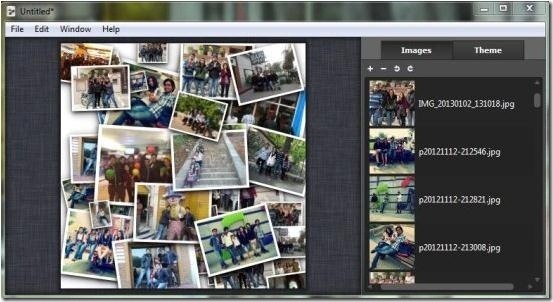 Untitled*
File Edit Window Help
Images Theme
IMG_20130102_131018.jpg
p20121112-212546.jpg
p20121112-212821.jpg
p20121112-213008.jpg